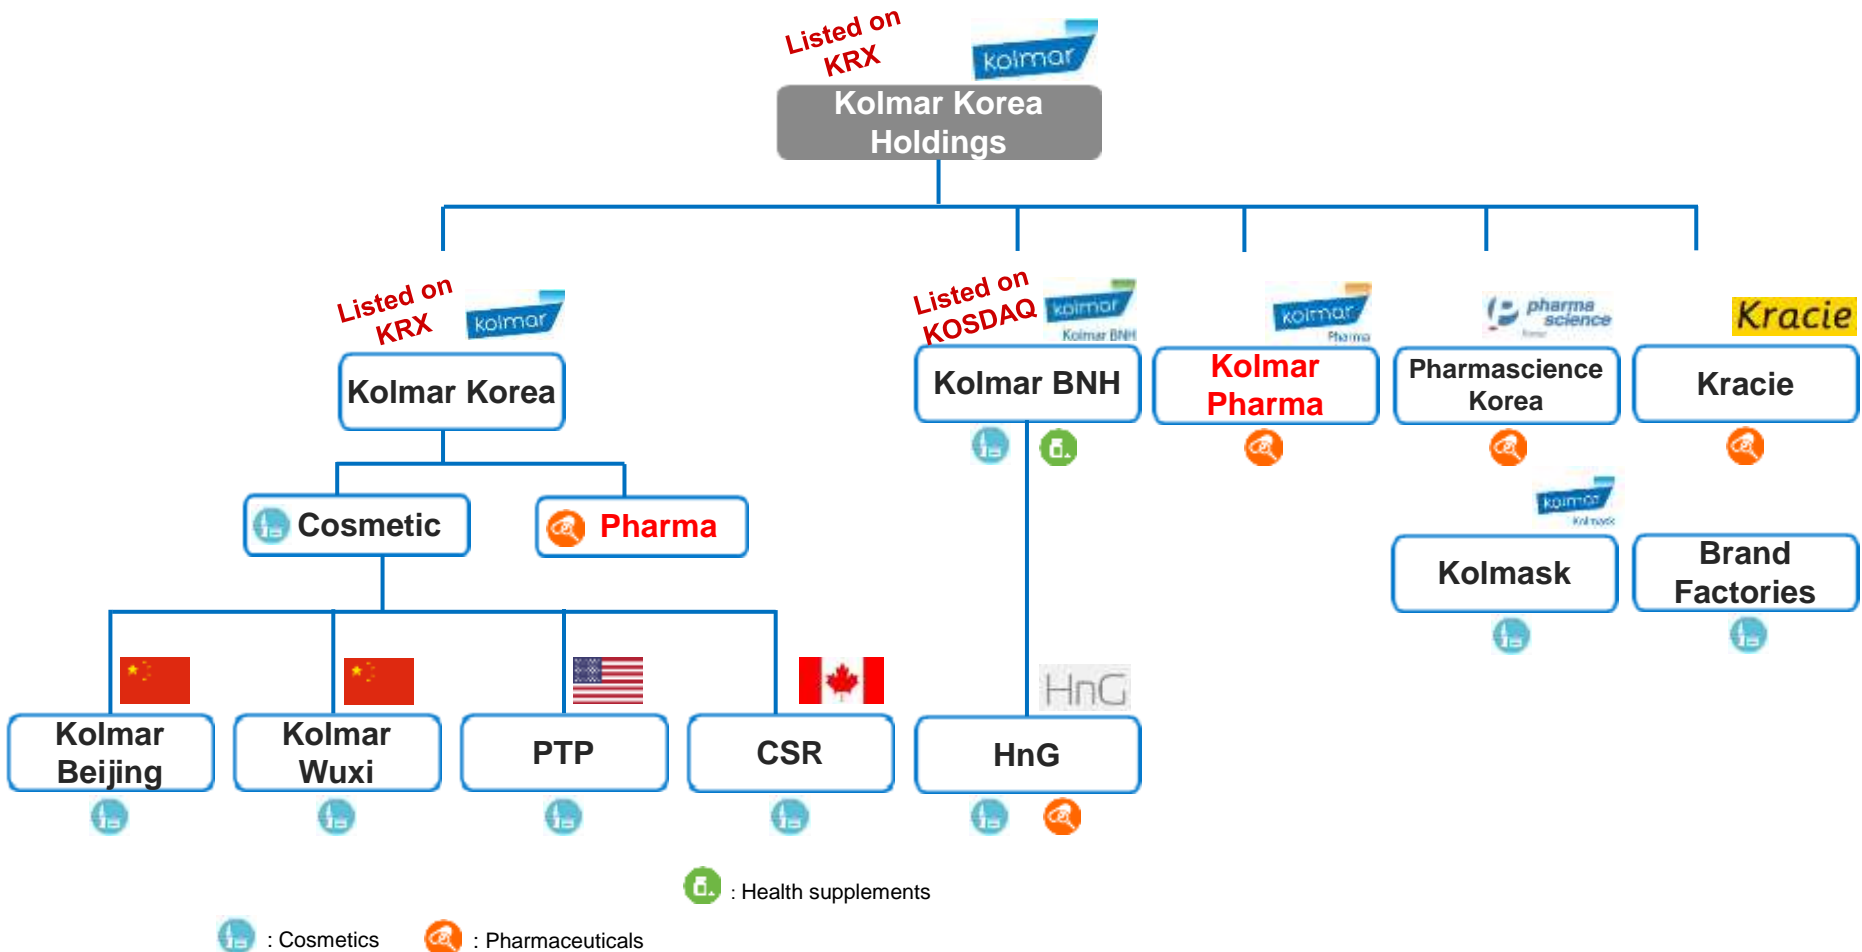 Listed on
KRX
kolmar
Kolmar Korea
Holdings
Listed on
KRX
kolmar
Kolmar Korea
Listed on
KOSDAQ
kolmar
Kolmar BNH
Kolmar BNH
kolmar
Pharma
Kolmar
Pharma
pharma
science
Pharmascience
Korea
Kracie
Kracie
Cosmetic
Pharma
kolmar
Kolmask
Kolmask
Brand
Factories
Kolmar
Beijing
Kolmar
Wuxi
PTP
CSR
HnG
HnG
: Health supplements
: Cosmetics
: Pharmaceuticals